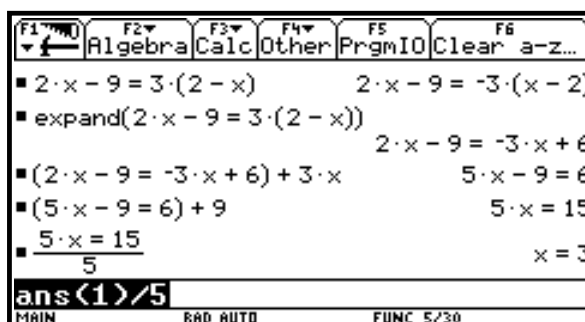 F1 F2 F3 F4 F5 F6
Algebra Calc Other PrgmIO Clear a-z…
2·x – 9 = 3·(2 – x) 2·x – 9 = ⁻3·(x – 2)
expand(2·x – 9 = 3·(2 – x))
2·x – 9 = ⁻3·x + 6
(2·x – 9 = ⁻3·x + 6) + 3·x 5·x – 9 = 6
(5·x – 9 = 6) + 9 5·x = 15
5·x = 15
5 x = 3
ans(1)/5
MAIN RAD AUTO FUNC 5/30